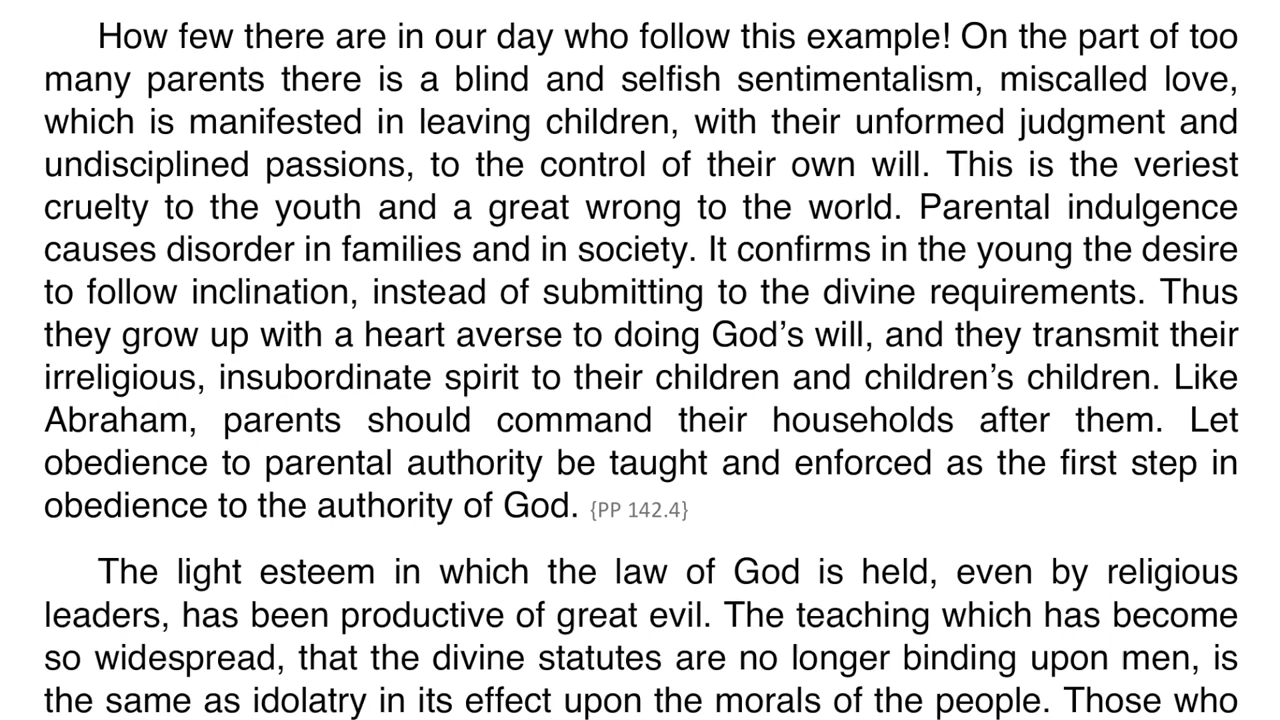 How few there are in our day who follow this example! On the part of too
many parents there is a blind and selfish sentimentalism, miscalled love,
which is manifested in leaving children, with their unformed judgment and
undisciplined passions, to the control of their own will. This is the veriest
cruelty to the youth and a great wrong to the world. Parental indulgence
causes disorder in families and in society. It confirms in the young the desire
to follow inclination, instead of submitting to the divine requirements. Thus
they grow up with a heart averse to doing God’s will, and they transmit their
irreligious, insubordinate spirit to their children and children’s children. Like
Abraham, parents should command their households after them. Let
obedience to parental authority be taught and enforced as the first step in
obedience to the authority of God. {PP 142.4}
The light esteem in which the law of God is held, even by religious
leaders, has been productive of great evil. The teaching which has become
so widespread, that the divine statutes are no longer binding upon men, is
the same as idolatry in its effect upon the morals of the people. Those who